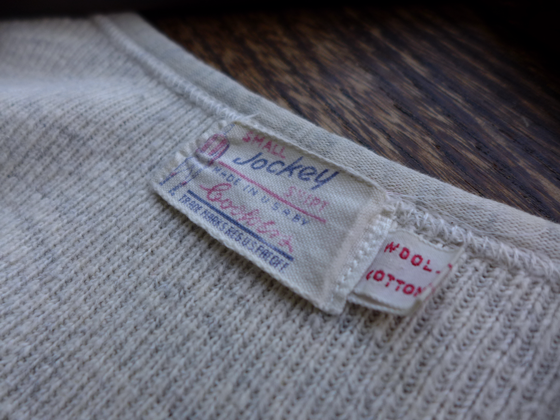 SMALL
Jockey
MADE IN U.S.A BY
Coopers
TRADE MARKS REG. U.S. PAT. OFF
WOOL-
COTTON